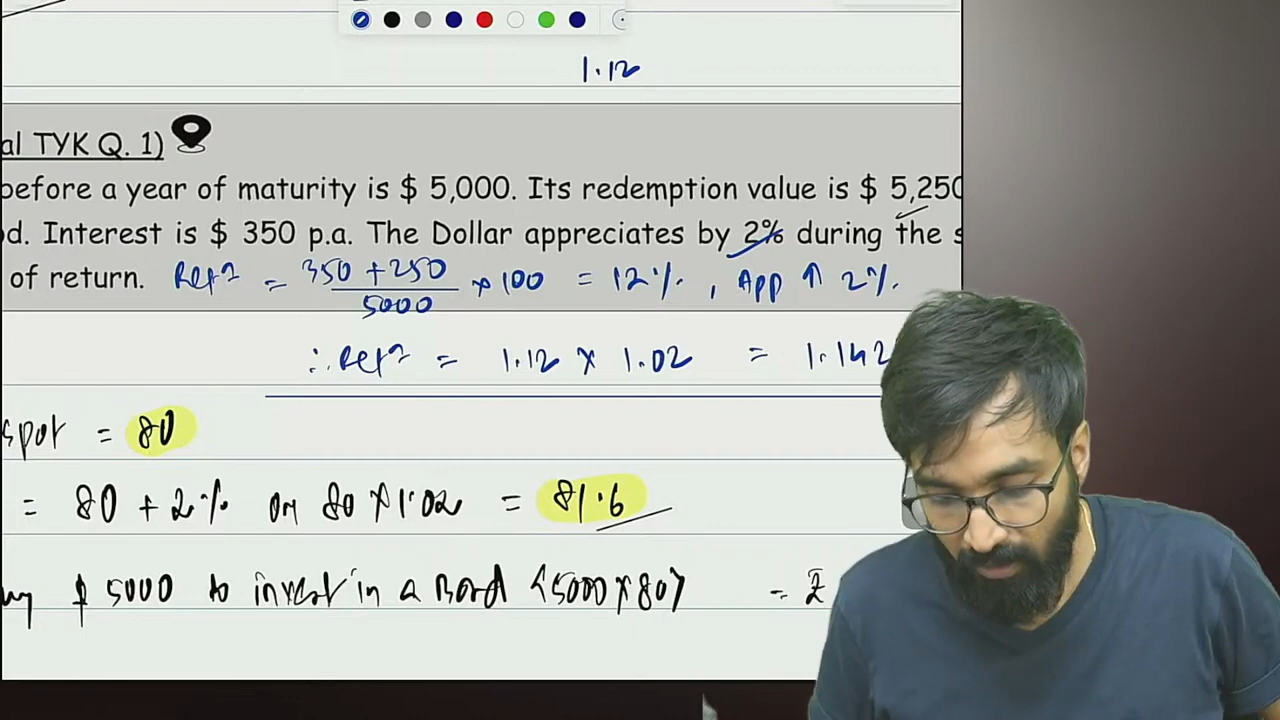 1.12
al TYK Q. 1)
before a year of maturity is $ 5,000. Its redemption value is $ 5,250
d. Interest is $ 350 p.a. The Dollar appreciates by 2% during the s
of return. Retn = 350 + 250 / 5000 × 100 = 12%. , App ↑ 2%.
∴ Retn = 1.12 × 1.02 = 1.142
spot = 80
= 80 + 2% or 80 × 1.02 = 81.6
$ 5000 to invest in a Bond (5000 × 80) = ₹